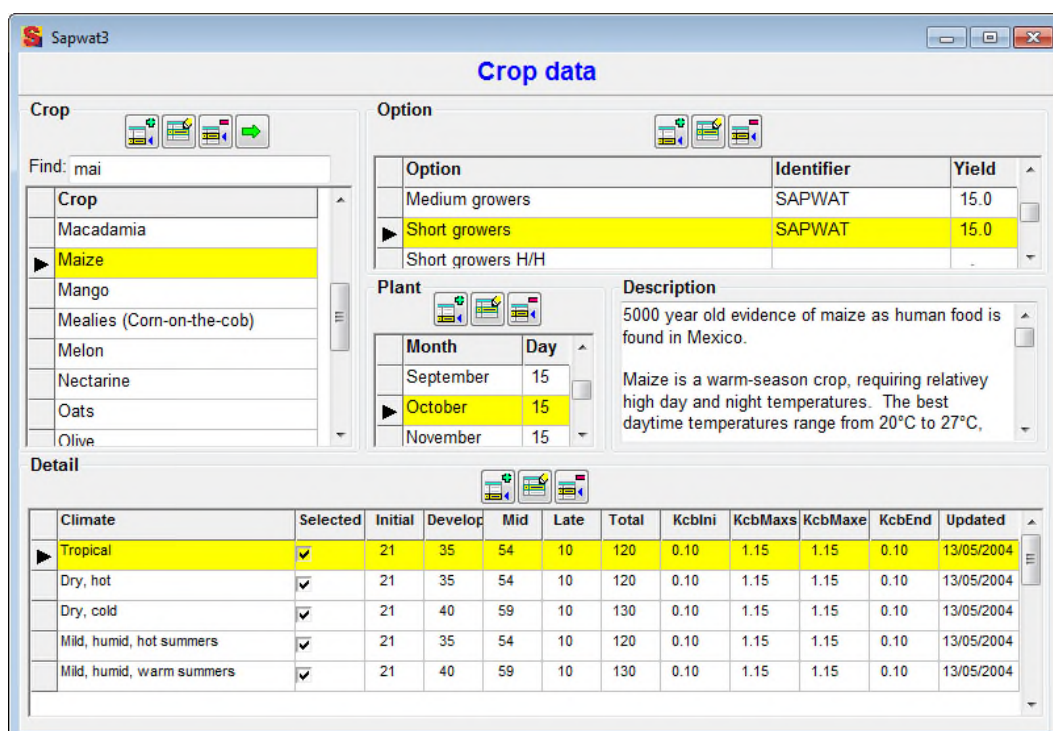 Sapwat3
Crop data
Crop
Find: mai
Crop
Macadamia
Maize
Mango
Mealies (Corn-on-the-cob)
Melon
Nectarine
Oats
Olive
Option
Option Identifier Yield
Medium growers SAPWAT 15.0
Short growers SAPWAT 15.0
Short growers H/H .
Plant
Month Day
September 15
October 15
November 15
Description
5000 year old evidence of maize as human food is
found in Mexico.
Maize is a warm-season crop, requiring relativey
high day and night temperatures. The best
daytime temperatures range from 20°C to 27°C,
Detail
Climate Selected Initial Develop Mid Late Total KcbIni KcbMaxs KcbMaxe KcbEnd Updated
Tropical 21 35 54 10 120 0.10 1.15 1.15 0.10 13/05/2004
Dry, hot 21 35 54 10 120 0.10 1.15 1.15 0.10 13/05/2004
Dry, cold 21 40 59 10 130 0.10 1.15 1.15 0.10 13/05/2004
Mild, humid, hot summers 21 35 54 10 120 0.10 1.15 1.15 0.10 13/05/2004
Mild, humid, warm summers 21 40 59 10 130 0.10 1.15 1.15 0.10 13/05/2004